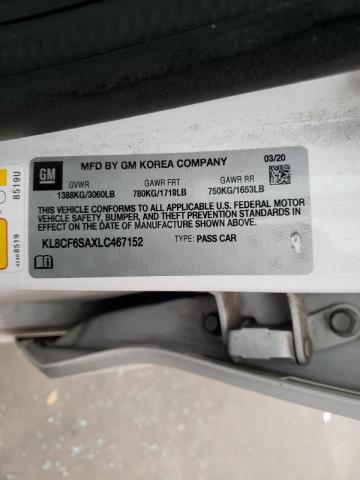 GM
MFD BY GM KOREA COMPANY
03/20
GVWR
GAWR FRT
GAWR RR
1388KG/3060LB
780KG/1719LB
750KG/1653LB
THIS VEHICLE CONFORMS TO ALL APPLICABLE U.S. FEDERAL MOTOR
VEHICLE SAFETY, BUMPER, AND THEFT PREVENTION STANDARDS IN
EFFECT ON THE DATE OF MANUFACTURE SHOWN ABOVE.
KL8CF6SAXLC467152
TYPE: PASS CAR
8519U
42468519